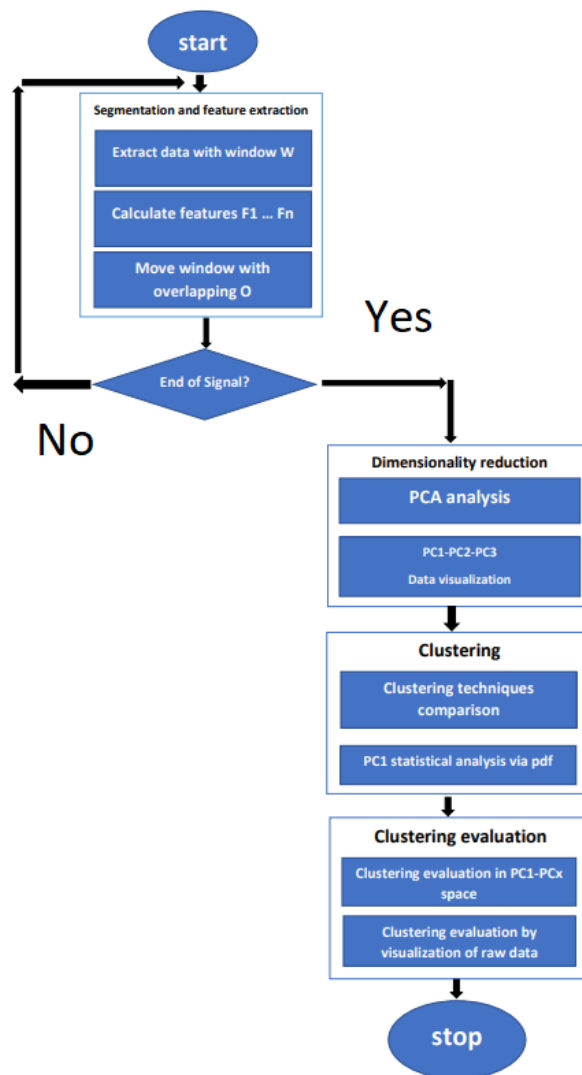 start
Segmentation and feature extraction
Extract data with window W
Calculate features F1 ... Fn
Move window with
overlapping O
Yes
End of Signal?
No
Dimensionality reduction
PCA analysis
PC1-PC2-PC3
Data visualization
Clustering
Clustering techniques
comparison
PC1 statistical analysis via pdf
Clustering evaluation
Clustering evaluation in PC1-PCx
space
Clustering evaluation by
visualization of raw data
stop